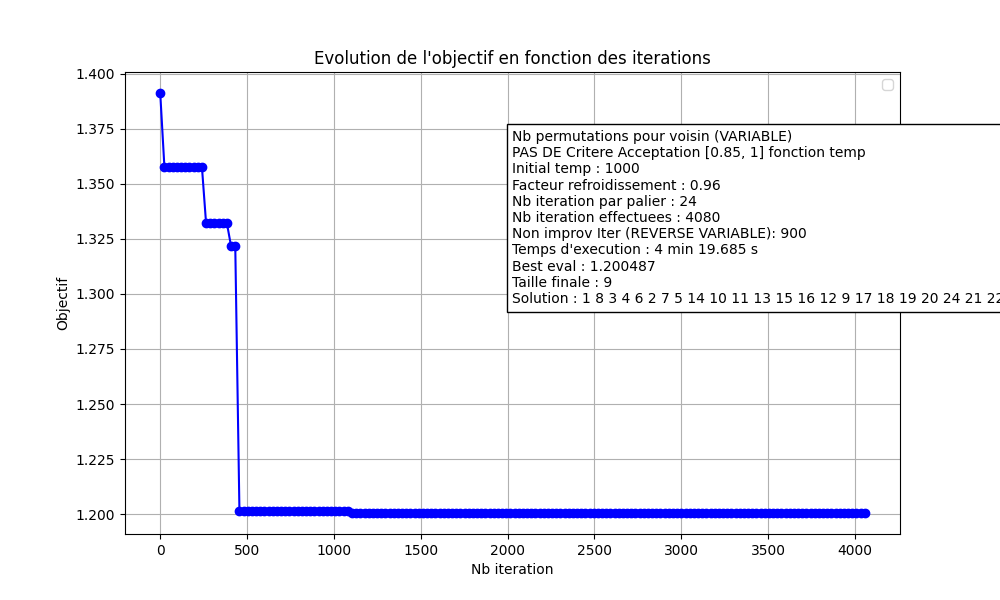 Evolution de l'objectif en fonction des iterations
1.400
1.375
1.350
1.325
1.300
1.275
1.250
1.225
1.200
Objectif
Nb permutations pour voisin (VARIABLE)
PAS DE Critere Acceptation [0.85, 1] fonction temp
Initial temp : 1000
Facteur refroidissement : 0.96
Nb iteration par palier : 24
Nb iteration effectuees : 4080
Non improv Iter (REVERSE VARIABLE): 900
Temps d'execution : 4 min 19.685 s
Best eval : 1.200487
Taille finale : 9
Solution : 1 8 3 4 6 2 7 5 14 10 11 13 15 16 12 9 17 18 19 20 24 21 22
0 500 1000 1500 2000 2500 3000 3500 4000
Nb iteration